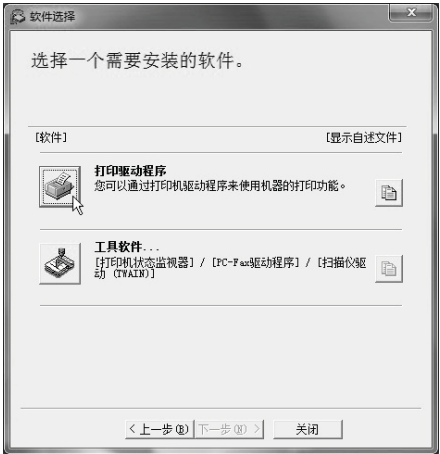 软件选择
选择一个需要安装的软件。
[软件] [显示自述文件]
打印驱动程序
您可以通过打印机驱动程序来使用机器的打印功能。
工具软件...
[打印机状态监视器] / [PC-Fax驱动程序] / [扫描仪驱
动 (TWAIN)]
< 上一步(B) 下一步(N) > 关闭